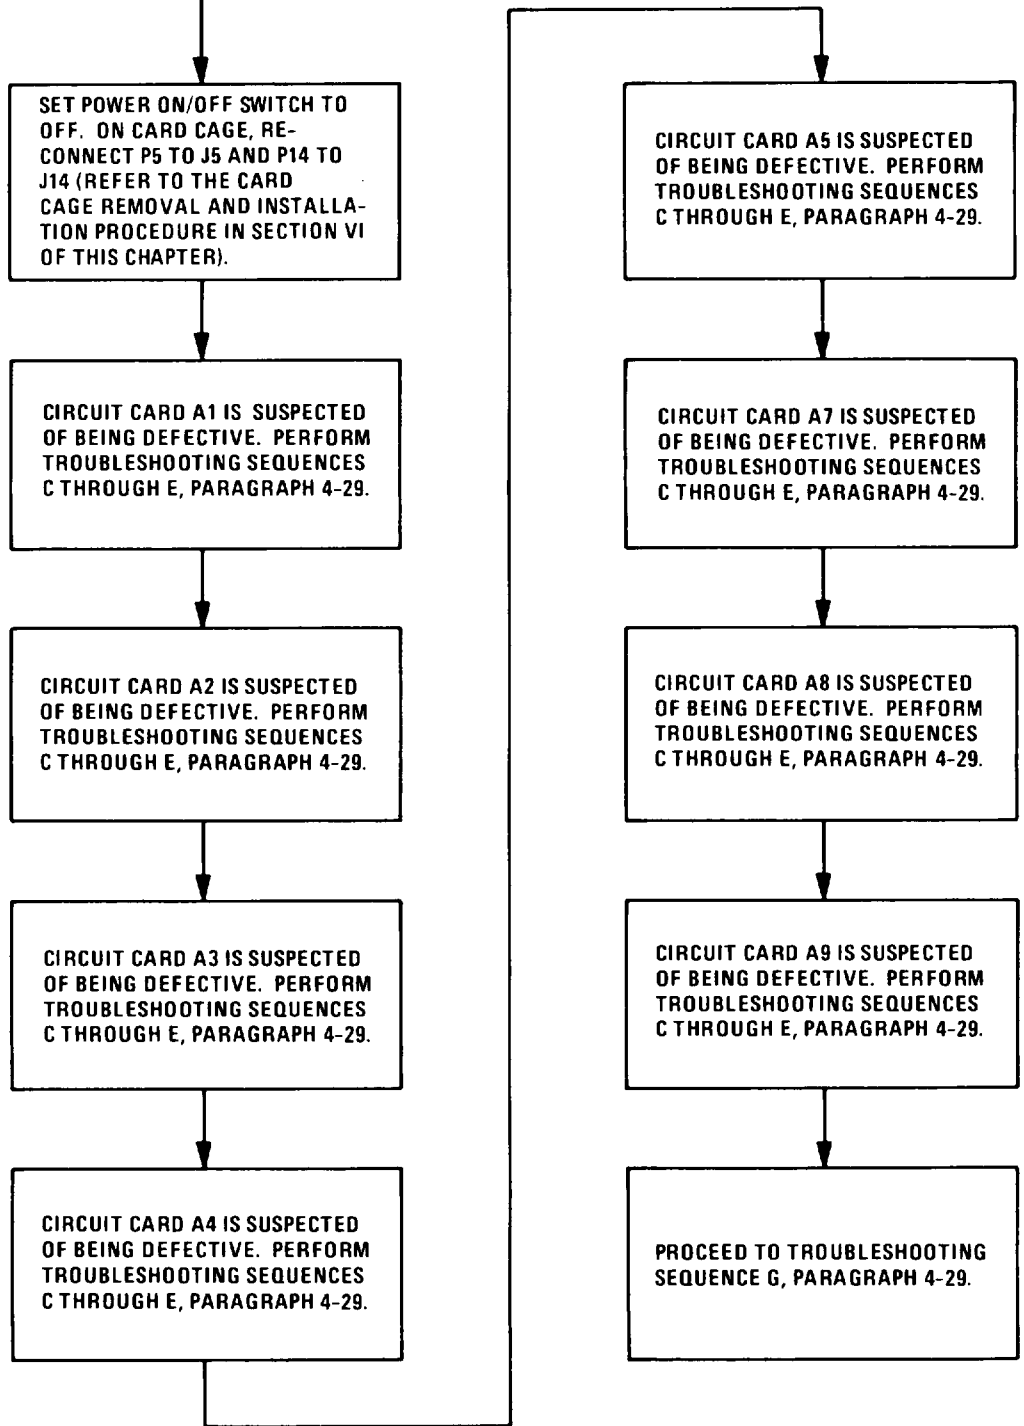 SET POWER ON/OFF SWITCH TO
OFF. ON CARD CAGE, RE-
CONNECT P5 TO J5 AND P14 TO
J14 (REFER TO THE CARD
CAGE REMOVAL AND INSTALLA-
TION PROCEDURE IN SECTION VI
OF THIS CHAPTER).
CIRCUIT CARD A1 IS SUSPECTED
OF BEING DEFECTIVE. PERFORM
TROUBLESHOOTING SEQUENCES
C THROUGH E, PARAGRAPH 4-29.
CIRCUIT CARD A2 IS SUSPECTED
OF BEING DEFECTIVE. PERFORM
TROUBLESHOOTING SEQUENCES
C THROUGH E, PARAGRAPH 4-29.
CIRCUIT CARD A3 IS SUSPECTED
OF BEING DEFECTIVE. PERFORM
TROUBLESHOOTING SEQUENCES
C THROUGH E, PARAGRAPH 4-29.
CIRCUIT CARD A4 IS SUSPECTED
OF BEING DEFECTIVE. PERFORM
TROUBLESHOOTING SEQUENCES
C THROUGH E, PARAGRAPH 4-29.
CIRCUIT CARD A5 IS SUSPECTED
OF BEING DEFECTIVE. PERFORM
TROUBLESHOOTING SEQUENCES
C THROUGH E, PARAGRAPH 4-29.
CIRCUIT CARD A7 IS SUSPECTED
OF BEING DEFECTIVE. PERFORM
TROUBLESHOOTING SEQUENCES
C THROUGH E, PARAGRAPH 4-29.
CIRCUIT CARD A8 IS SUSPECTED
OF BEING DEFECTIVE. PERFORM
TROUBLESHOOTING SEQUENCES
C THROUGH E, PARAGRAPH 4-29.
CIRCUIT CARD A9 IS SUSPECTED
OF BEING DEFECTIVE. PERFORM
TROUBLESHOOTING SEQUENCES
C THROUGH E, PARAGRAPH 4-29.
PROCEED TO TROUBLESHOOTING
SEQUENCE G, PARAGRAPH 4-29.